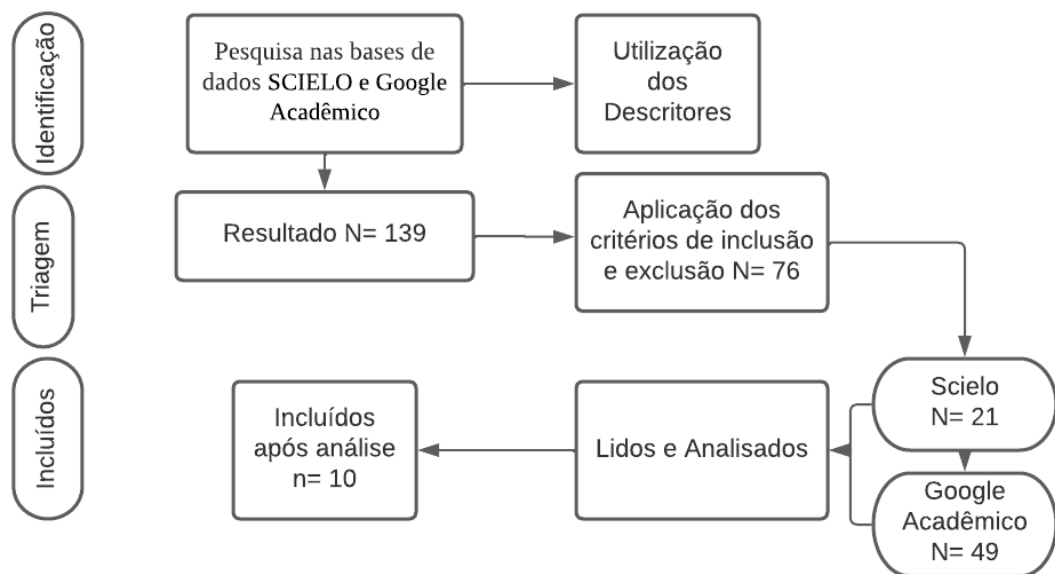 Identificação
Pesquisa nas bases de
dados SCIELO e Google
Acadêmico
Utilização
dos
Descritores
Triagem
Resultado N= 139
Aplicação dos
critérios de inclusão
e exclusão N= 76
Incluídos
Incluídos
após análise
n= 10
Lidos e Analisados
Scielo
N= 21
Google
Acadêmico
N= 49